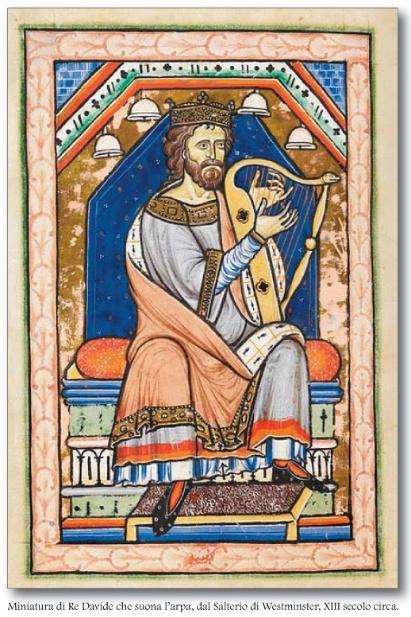 Miniatura di Re Davide che suona l'arpa, dal Salterio di Westminster, XIII secolo circa.